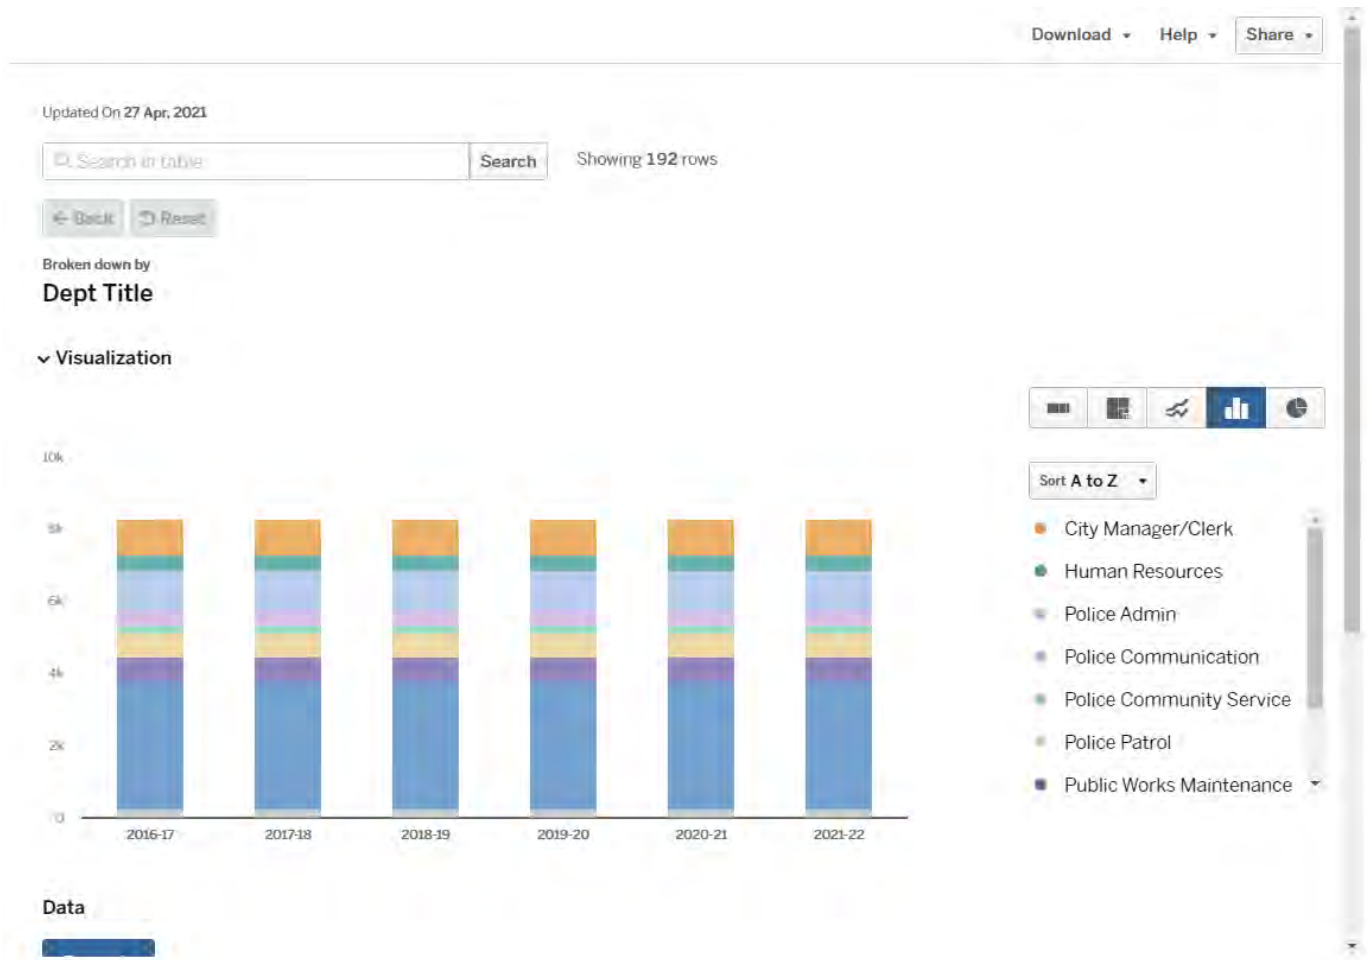 Download
Help
Share
Updated On 27 Apr, 2021
Search in table
Search
Showing 192 rows
Back
Reset
Broken down by
Dept Title
Visualization
10k
8k
6k
4k
2k
0
2016-17
2017-18
2018-19
2019-20
2020-21
2021-22
Sort A to Z
City Manager/Clerk
Human Resources
Police Admin
Police Communication
Police Community Service
Police Patrol
Public Works Maintenance
Data